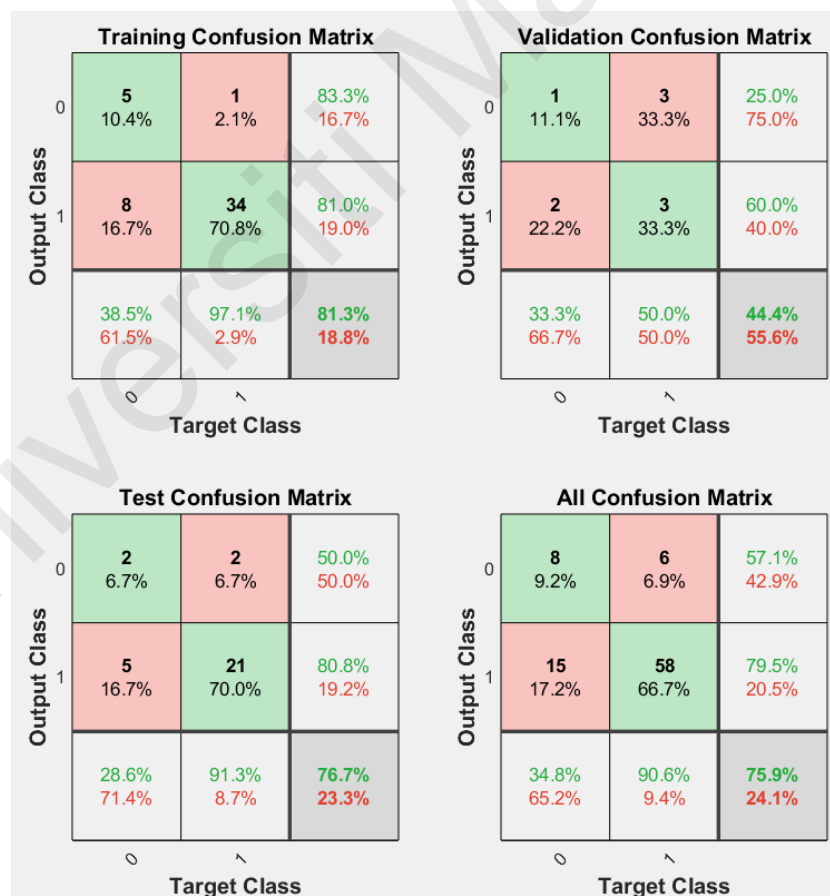 Training Confusion Matrix
5 1 83.3%
0
10.4% 2.1% 16.7%
8 34 81.0%
1
16.7% 70.8% 19.0%
38.5% 97.1% 81.3%
61.5% 2.9% 18.8%
0 1
Target Class
Output Class
Validation Confusion Matrix
1 3 25.0%
0
11.1% 33.3% 75.0%
2 3 60.0%
1
22.2% 33.3% 40.0%
33.3% 50.0% 44.4%
66.7% 50.0% 55.6%
0 1
Target Class
Output Class
Test Confusion Matrix
2 2 50.0%
0
6.7% 6.7% 50.0%
5 21 80.8%
1
16.7% 70.0% 19.2%
28.6% 91.3% 76.7%
71.4% 8.7% 23.3%
0 1
Target Class
Output Class
All Confusion Matrix
8 6 57.1%
0
9.2% 6.9% 42.9%
15 58 79.5%
1
17.2% 66.7% 20.5%
34.8% 90.6% 75.9%
65.2% 9.4% 24.1%
0 1
Target Class
Output Class
niversiti Ma